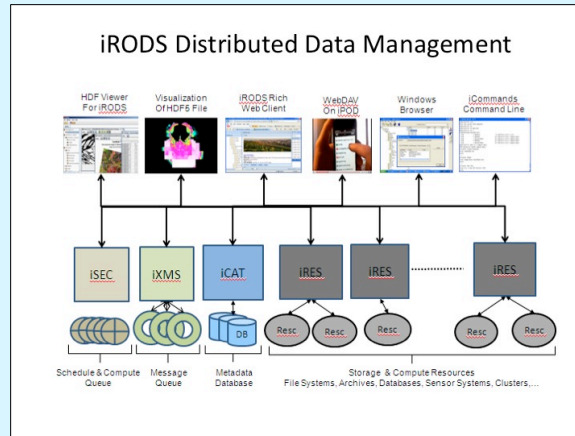 iRODS Distributed Data Management
HDF Viewer
For iRODS
Visualization
Of HDF5 File
iRODS Rich
Web Client
WebDAV
On iPOD
Windows
Browser
iCommands
Command Line
iSEC
iXMS
iCAT
iRES
iRES
iRES
DB
Resc
Resc
Resc
Resc
Resc
Schedule & Compute
Queue
Message
Queue
Metadata
Database
Storage & Compute Resources
File Systems, Archives, Databases, Sensor Systems, Clusters,...